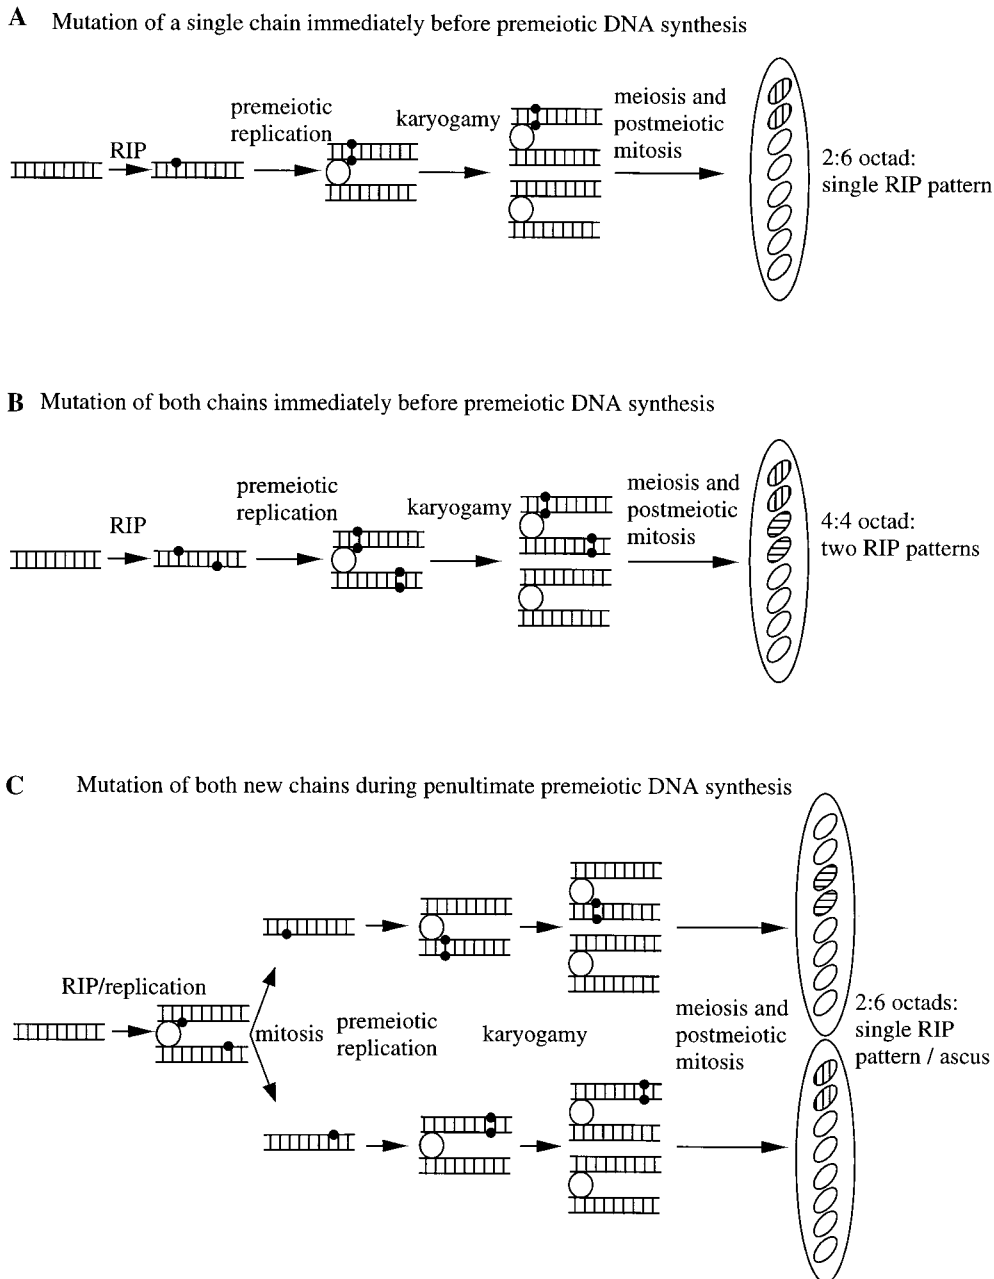 A Mutation of a single chain immediately before premeiotic DNA synthesis
RIP
premeiotic
replication
karyogamy
meiosis and
postmeiotic
mitosis
2:6 octad:
single RIP pattern
B Mutation of both chains immediately before premeiotic DNA synthesis
RIP
premeiotic
replication
karyogamy
meiosis and
postmeiotic
mitosis
4:4 octad:
two RIP patterns
C Mutation of both new chains during penultimate premeiotic DNA synthesis
RIP/replication
mitosis
premeiotic
replication
karyogamy
meiosis and
postmeiotic
mitosis
2:6 octads:
single RIP
pattern / ascus